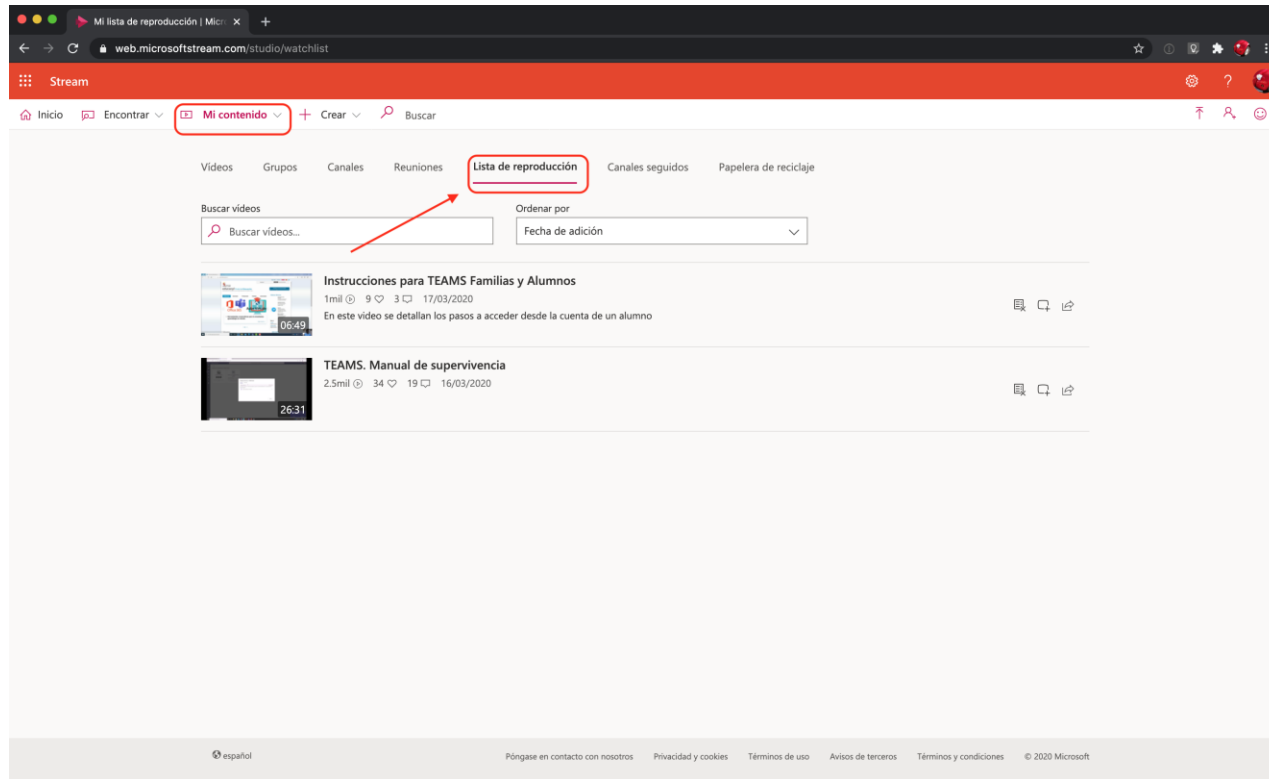 Mi lista de reproducción | Micr
web.microsoftstream.com/studio/watchlist
Stream
Inicio Encontrar Mi contenido Crear Buscar
Vídeos Grupos Canales Reuniones Lista de reproducción Canales seguidos Papelera de reciclaje
Buscar vídeos Ordenar por
Buscar vídeos... Fecha de adición
Instrucciones para TEAMS Familias y Alumnos
1mil 9 3 17/03/2020
En este video se detallan los pasos a acceder desde la cuenta de un alumno
06:49
TEAMS. Manual de supervivencia
2.5mil 34 19 16/03/2020
26:31
español Póngase en contacto con nosotros Privacidad y cookies Términos de uso Avisos de terceros Términos y condiciones © 2020 Microsoft